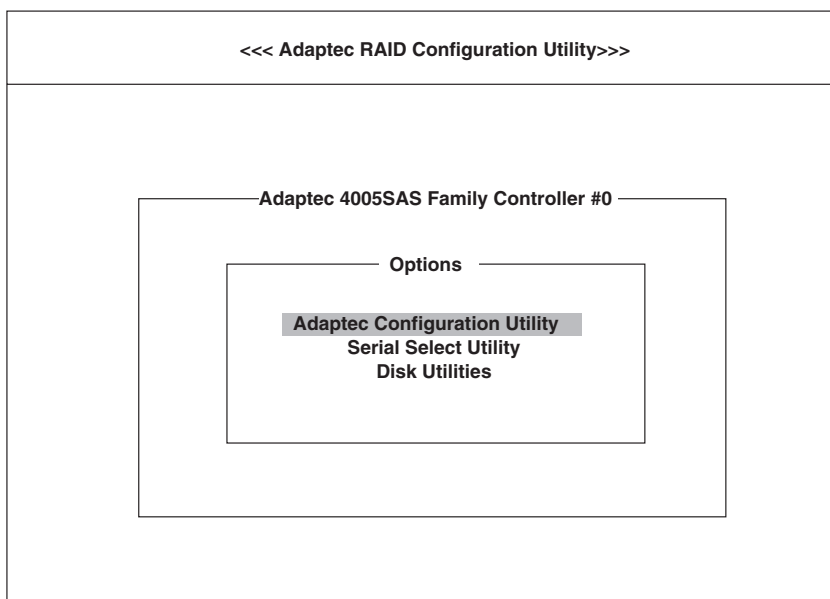 <<< Adaptec RAID Configuration Utility>>>
Adaptec 4005SAS Family Controller #0
Options
Adaptec Configuration Utility
Serial Select Utility
Disk Utilities